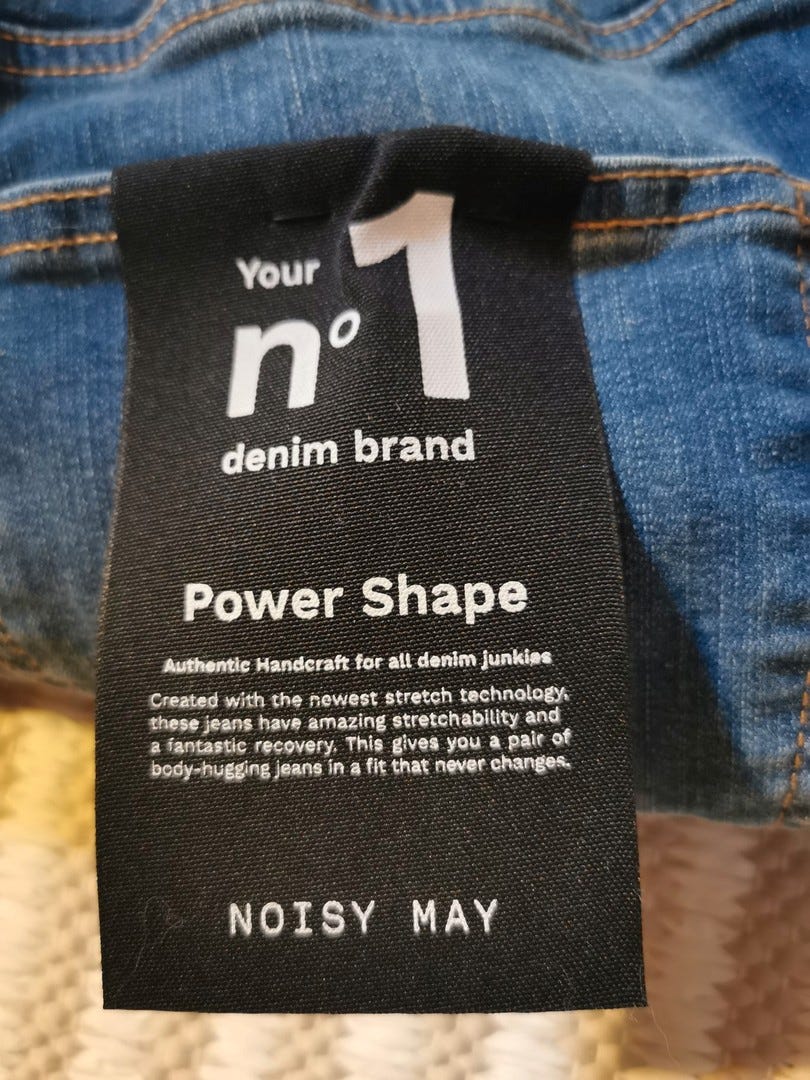 Your
nº 1
denim brand
Power Shape
Authentic Handcraft for all denim junkies
Created with the newest stretch technology,
these jeans have amazing stretchability and
a fantastic recovery. This gives you a pair of
body-hugging jeans in a fit that never changes.
NOISY MAY